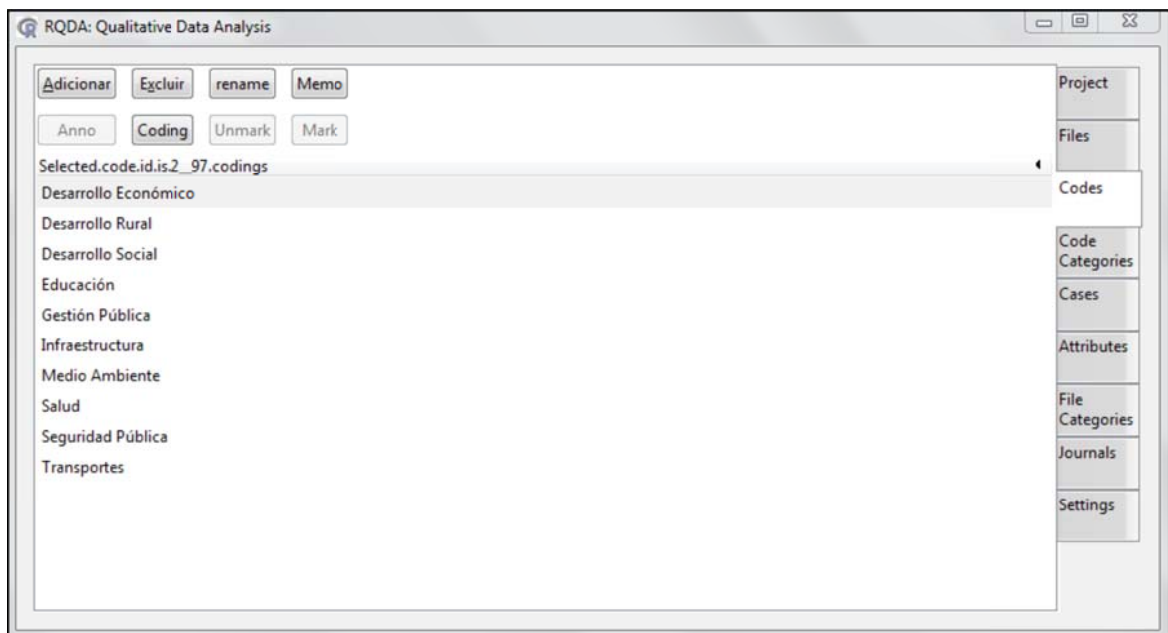 RQDA: Qualitative Data Analysis
Adicionar Excluir rename Memo
Anno Coding Unmark Mark
Selected.code.id.is.2__97.codings
Desarrollo Económico
Desarrollo Rural
Desarrollo Social
Educación
Gestión Pública
Infraestructura
Medio Ambiente
Salud
Seguridad Pública
Transportes
Project
Files
Codes
Code
Categories
Cases
Attributes
File
Categories
Journals
Settings